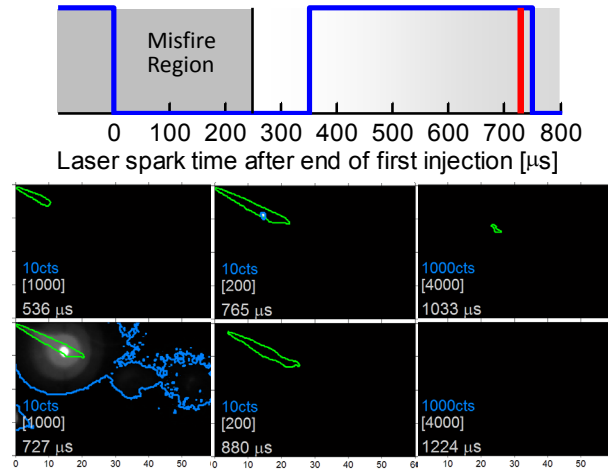 Misfire
Region
0 100 200 300 400 500 600 700 800
Laser spark time after end of first injection [μs]
10cts
[1000]
536 μs
10cts
[200]
765 μs
1000cts
[4000]
1033 μs
10cts
[1000]
727 μs
10cts
[200]
880 μs
1000cts
[4000]
1224 μs
0 10 20 30 40 50
0 10 20 30 40 50
0 10 20 30 40 50